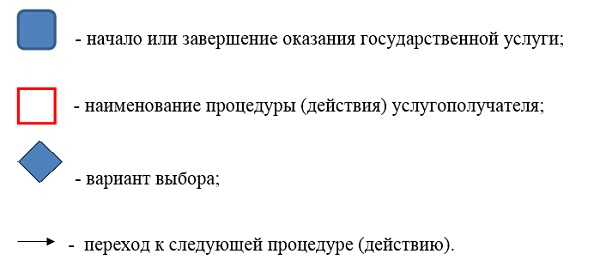 - начало или завершение оказания государственной услуги;
- наименование процедуры (действия) услугополучателя;
- вариант выбора;
- переход к следующей процедуре (действию).